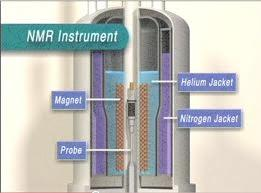 NMR Instrument
Helium Jacket
Magnet
Nitrogen Jacket
Probe